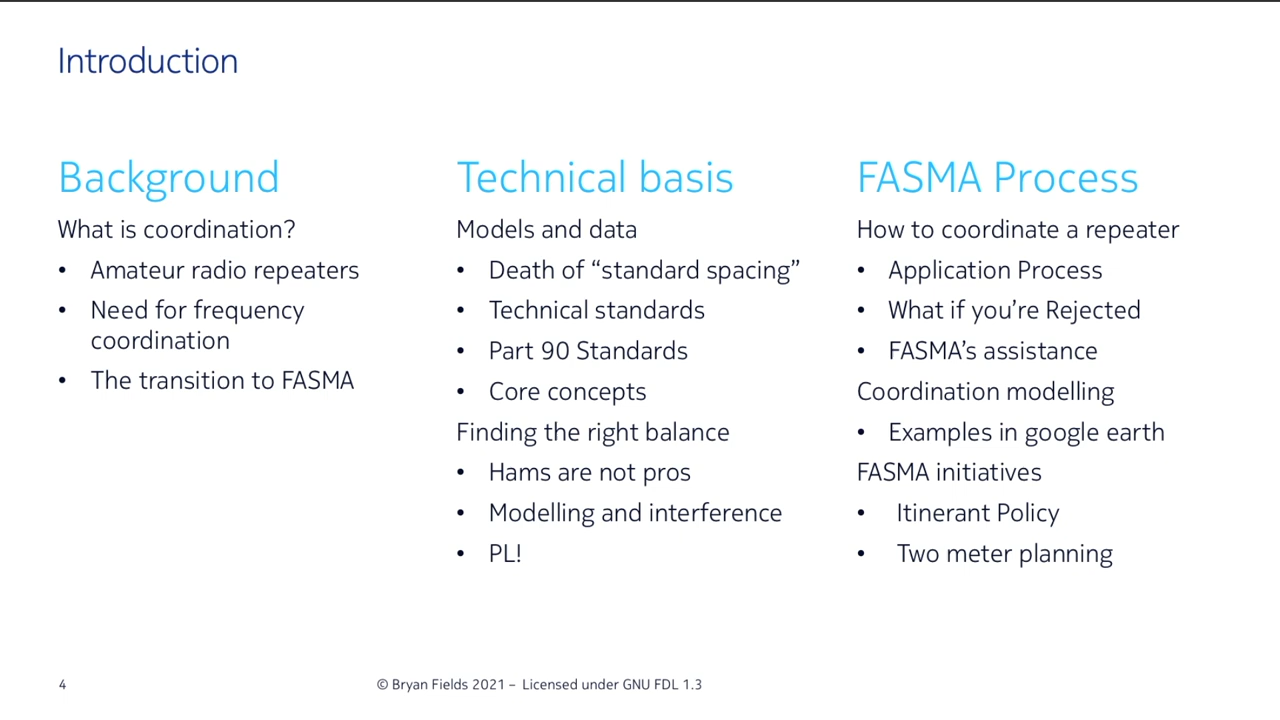 Introduction
Background
What is coordination?
• Amateur radio repeaters
• Need for frequency
coordination
• The transition to FASMA
Technical basis
Models and data
• Death of “standard spacing”
• Technical standards
• Part 90 Standards
• Core concepts
Finding the right balance
• Hams are not pros
• Modelling and interference
• PL!
FASMA Process
How to coordinate a repeater
• Application Process
• What if you’re Rejected
• FASMA’s assistance
Coordination modelling
• Examples in google earth
FASMA initiatives
• Itinerant Policy
• Two meter planning
4
© Bryan Fields 2021 – Licensed under GNU FDL 1.3